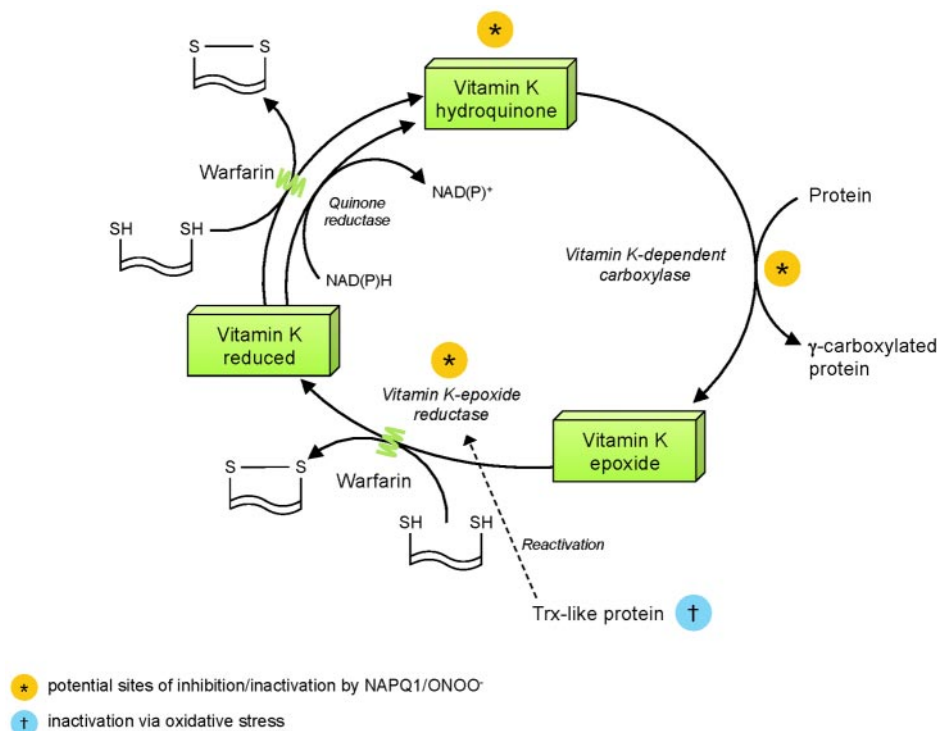 *
S — S
Vitamin K
hydroquinone
Warfarin
NAD(P)⁺
Quinone
reductase
Protein
SH SH
Vitamin K-dependent
carboxylase
*
NAD(P)H
Vitamin K
reduced
γ-carboxylated
protein
*
Vitamin K-epoxide
reductase
Vitamin K
epoxide
S — S
Warfarin
SH SH
Reactivation
Trx-like protein †
* potential sites of inhibition/inactivation by NAPQ1/ONOO⁻
† inactivation via oxidative stress